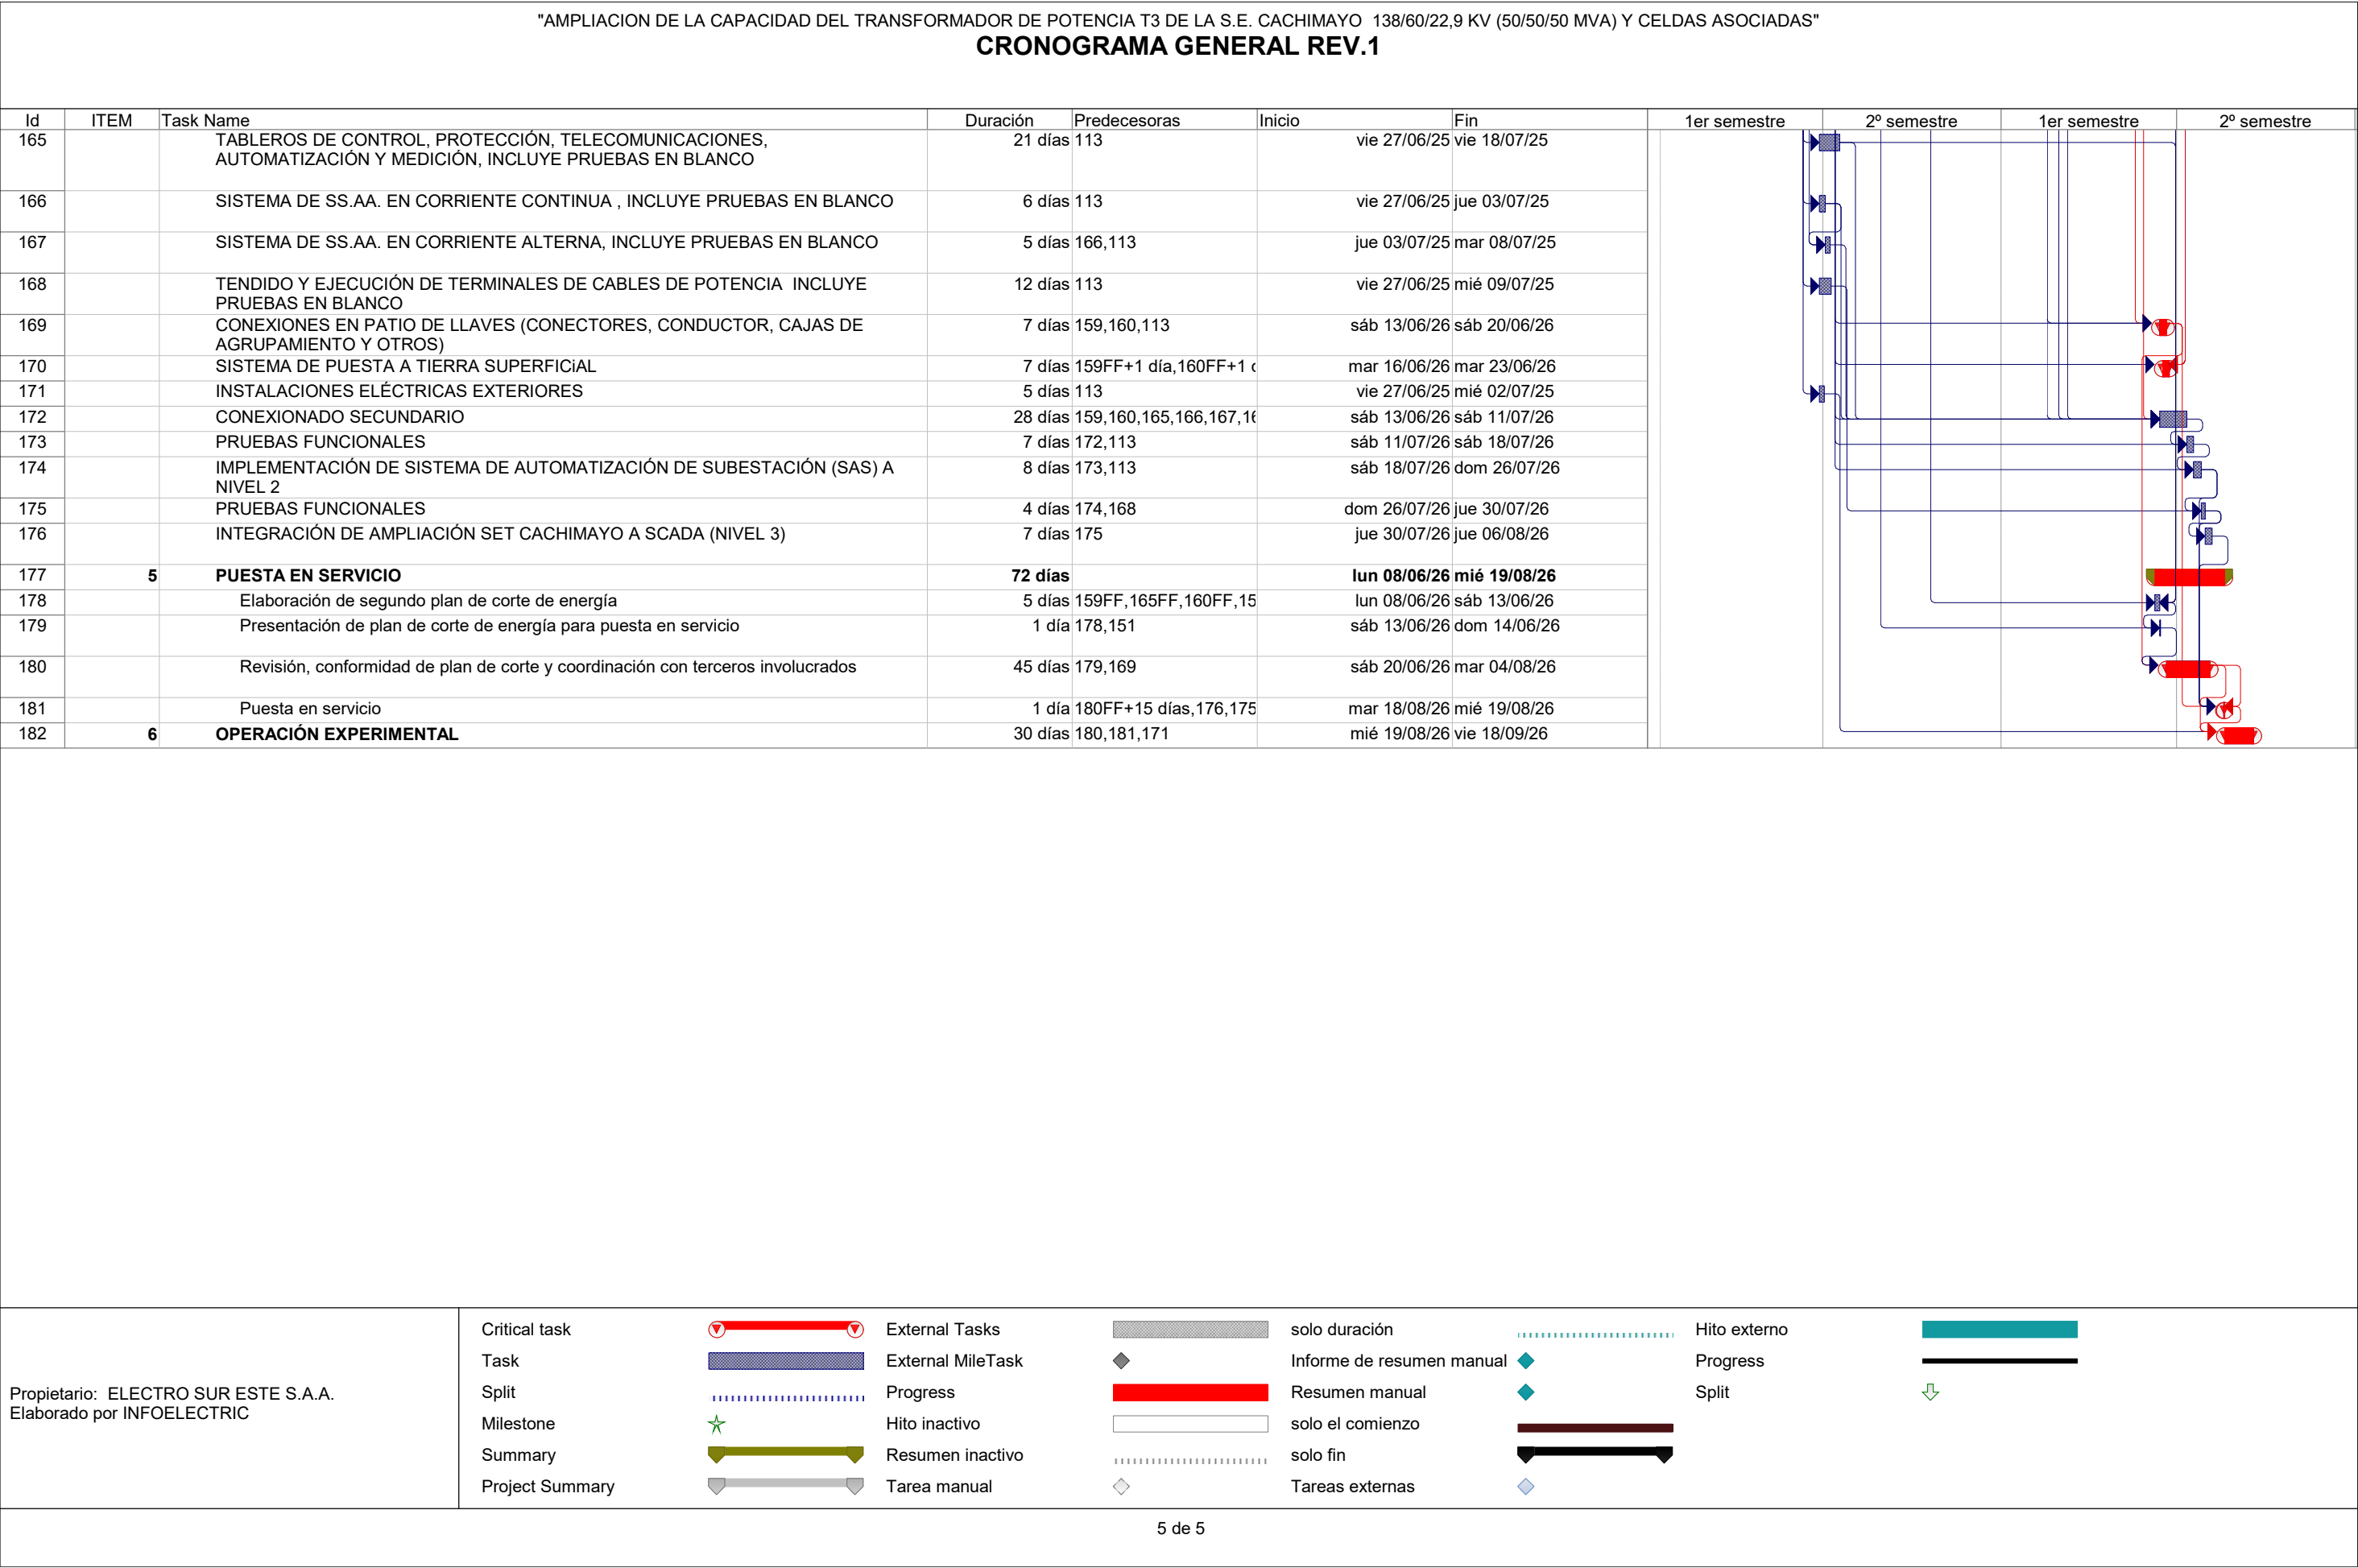 "AMPLIACION DE LA CAPACIDAD DEL TRANSFORMADOR DE POTENCIA T3 DE LA S.E. CACHIMAYO  138/60/22,9 KV (50/50/50 MVA) Y CELDAS ASOCIADAS"
CRONOGRAMA GENERAL REV.1
Id ITEM Task Name Duración Predecesoras Inicio Fin 1er semestre 2º semestre 1er semestre 2º semestre
165 TABLEROS DE CONTROL, PROTECCIÓN, TELECOMUNICACIONES, 21 días 113 vie 27/06/25 vie 18/07/25
AUTOMATIZACIÓN Y MEDICIÓN, INCLUYE PRUEBAS EN BLANCO
166 SISTEMA DE SS.AA. EN CORRIENTE CONTINUA , INCLUYE PRUEBAS EN BLANCO 6 días 113 vie 27/06/25 jue 03/07/25
167 SISTEMA DE SS.AA. EN CORRIENTE ALTERNA, INCLUYE PRUEBAS EN BLANCO 5 días 166,113 jue 03/07/25 mar 08/07/25
168 TENDIDO Y EJECUCIÓN DE TERMINALES DE CABLES DE POTENCIA  INCLUYE 12 días 113 vie 27/06/25 mié 09/07/25
PRUEBAS EN BLANCO
169 CONEXIONES EN PATIO DE LLAVES (CONECTORES, CONDUCTOR, CAJAS DE 7 días 159,160,113 sáb 13/06/26 sáb 20/06/26
AGRUPAMIENTO Y OTROS)
170 SISTEMA DE PUESTA A TIERRA SUPERFICiAL 7 días 159FF+1 día,160FF+1 mar 16/06/26 mar 23/06/26
171 INSTALACIONES ELÉCTRICAS EXTERIORES 5 días 113 vie 27/06/25 mié 02/07/25
172 CONEXIONADO SECUNDARIO 28 días 159,160,165,166,167,16 sáb 13/06/26 sáb 11/07/26
173 PRUEBAS FUNCIONALES 7 días 172,113 sáb 11/07/26 sáb 18/07/26
174 IMPLEMENTACIÓN DE SISTEMA DE AUTOMATIZACIÓN DE SUBESTACIÓN (SAS) A 8 días 173,113 sáb 18/07/26 dom 26/07/26
NIVEL 2
175 PRUEBAS FUNCIONALES 4 días 174,168 dom 26/07/26 jue 30/07/26
176 INTEGRACIÓN DE AMPLIACIÓN SET CACHIMAYO A SCADA (NIVEL 3) 7 días 175 jue 30/07/26 jue 06/08/26
177 5 PUESTA EN SERVICIO 72 días lun 08/06/26 mié 19/08/26
178 Elaboración de segundo plan de corte de energía 5 días 159FF,165FF,160FF,15 lun 08/06/26 sáb 13/06/26
179 Presentación de plan de corte de energía para puesta en servicio 1 día 178,151 sáb 13/06/26 dom 14/06/26
180 Revisión, conformidad de plan de corte y coordinación con terceros involucrados 45 días 179,169 sáb 20/06/26 mar 04/08/26
181 Puesta en servicio 1 día 180FF+15 días,176,175 mar 18/08/26 mié 19/08/26
182 6 OPERACIÓN EXPERIMENTAL 30 días 180,181,171 mié 19/08/26 vie 18/09/26
Propietario:  ELECTRO SUR ESTE S.A.A.
Elaborado por INFOELECTRIC
Critical task External Tasks solo duración Hito externo
Task External MileTask Informe de resumen manual Progress
Split Progress Resumen manual Split
Milestone Hito inactivo solo el comienzo
Summary Resumen inactivo solo fin
Project Summary Tarea manual Tareas externas
5 de 5